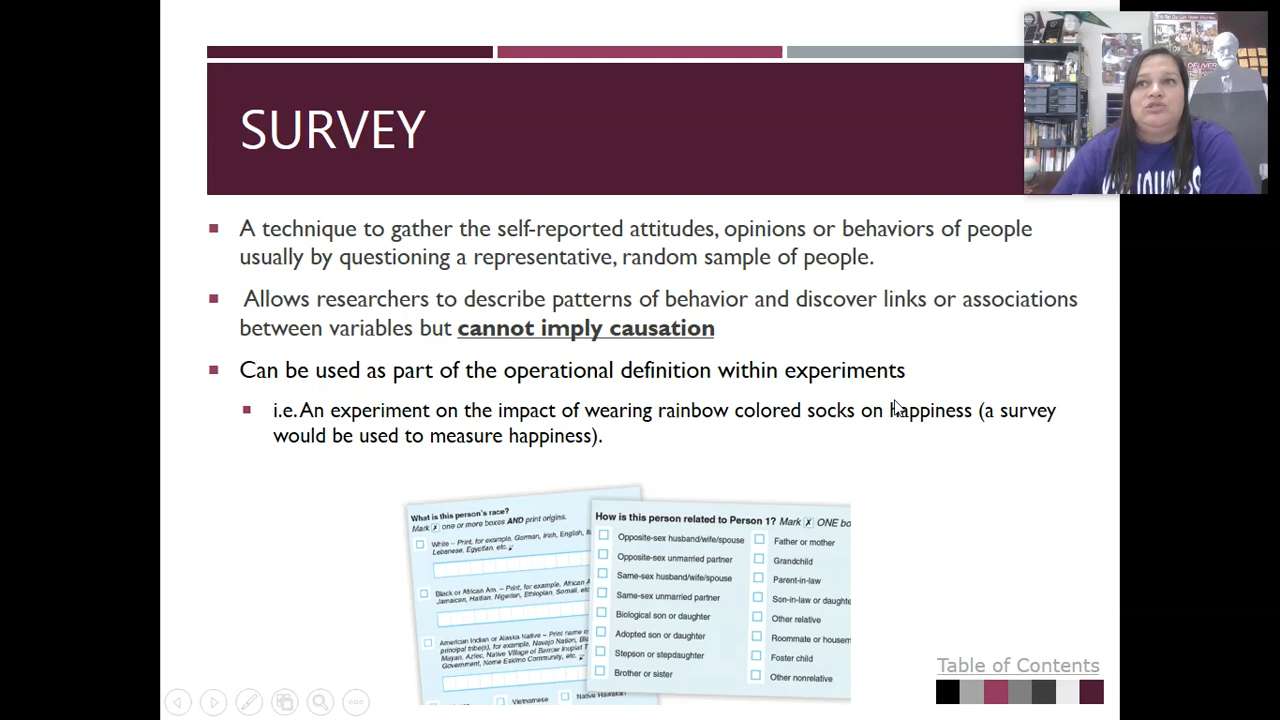 SURVEY
A technique to gather the self-reported attitudes, opinions or behaviors of people
usually by questioning a representative, random sample of people.
Allows researchers to describe patterns of behavior and discover links or associations
between variables but cannot imply causation
Can be used as part of the operational definition within experiments
i.e. An experiment on the impact of wearing rainbow colored socks on happiness (a survey
would be used to measure happiness).
What is this person's race?
Mark X one or more boxes AND print origins.
White – Print, for example, German, Irish, English,
Lebanese, Egyptian, etc.
Black or African Am. – Print, for example, African
Jamaican, Haitian, Nigerian, Ethiopian, Somali, etc
American Indian or Alaska Native – Print name
principal tribe(s), for example, Navajo Nation,
Mayan, Aztec, Native Village of Barrow Inupiat
Government, Nome Eskimo Community, etc.
Vietnamese
Native Hawaiian
How is this person related to Person 1? Mark X ONE bo
Opposite-sex husband/wife/spouse
Opposite-sex unmarried partner
Same-sex husband/wife/spouse
Same-sex unmarried partner
Biological son or daughter
Adopted son or daughter
Stepson or stepdaughter
Brother or sister
Father or mother
Grandchild
Parent-in-law
Son-in-law or daughte
Other relative
Roommate or housem
Foster child
Other nonrelative
Table of Contents